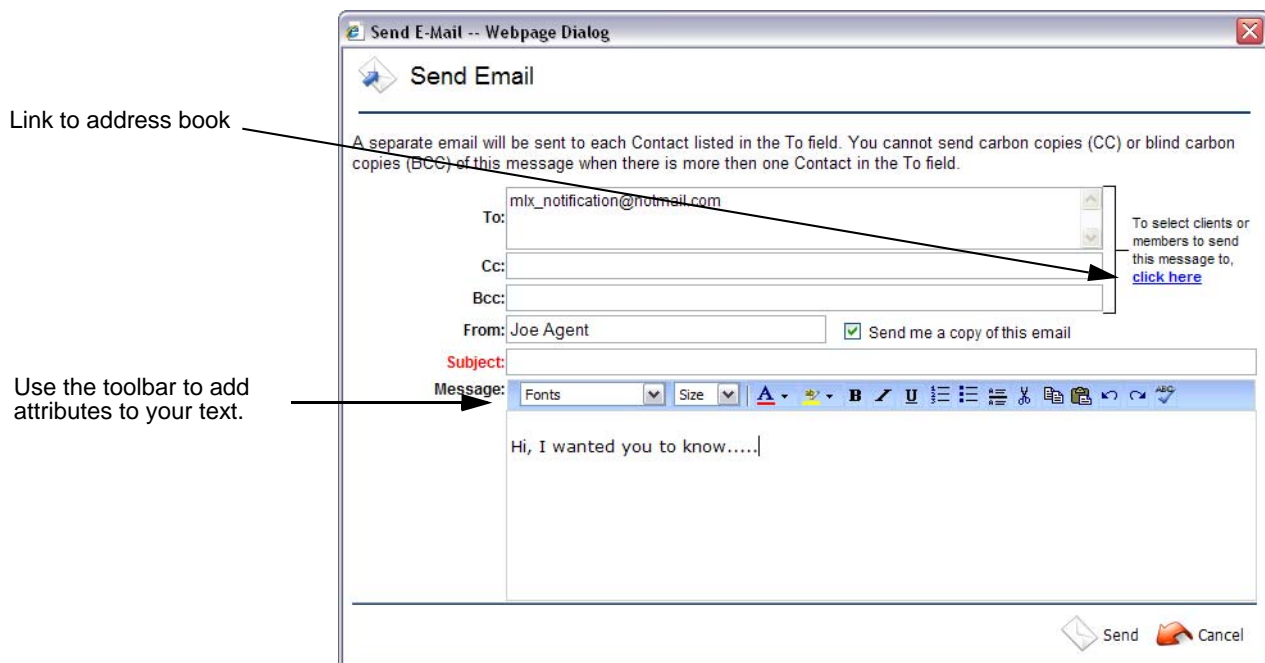 Send E-Mail -- Webpage Dialog
Send Email
Link to address book
A separate email will be sent to each Contact listed in the To field. You cannot send carbon copies (CC) or blind carbon
copies (BCC) of this message when there is more then one Contact in the To field.
To:
mlx_notification@hotmail.com
To select clients or
members to send
this message to,
click here
Cc:
Bcc:
From:
Joe Agent
Send me a copy of this email
Subject:
Use the toolbar to add
attributes to your text.
Message:
Fonts
Size
A
ab
B I U
ABC
Hi, I wanted you to know.....
Send
Cancel